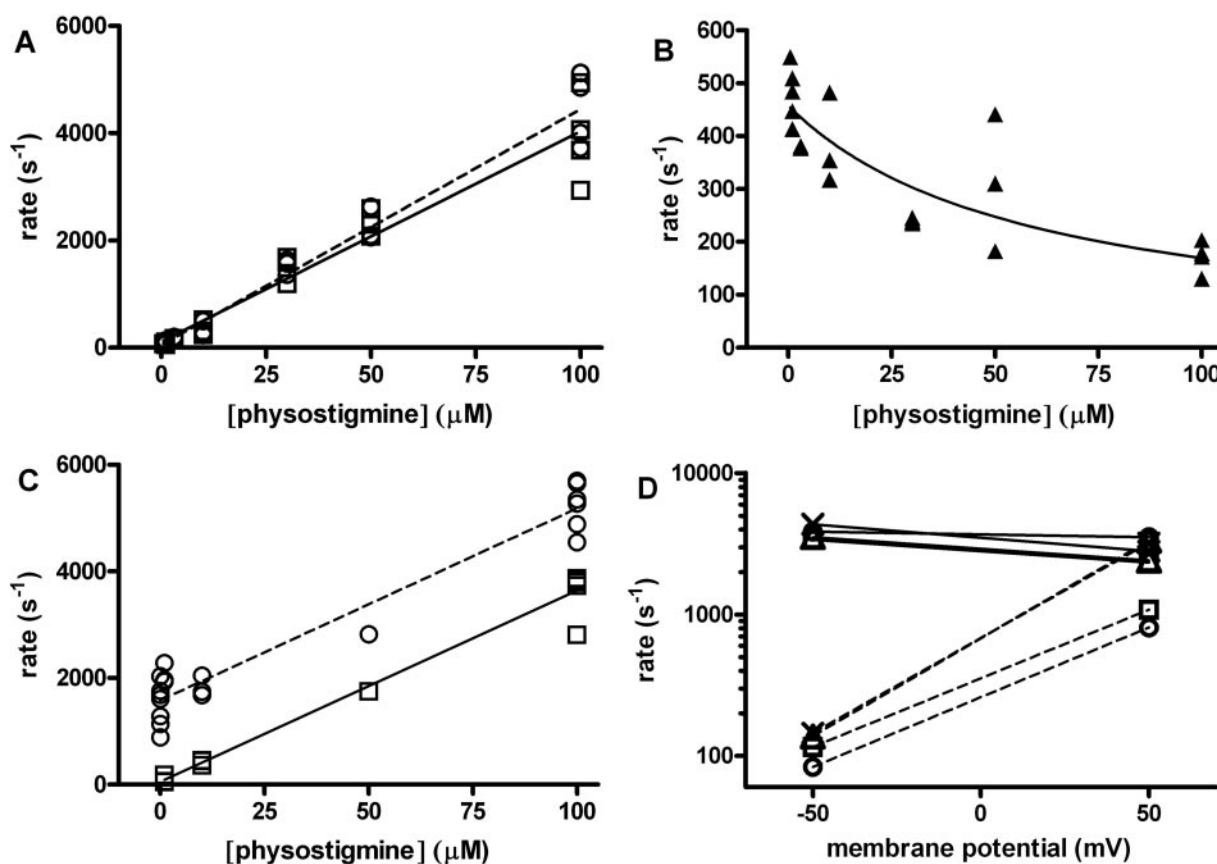 A
6000
4000
2000
0
rate (s⁻¹)
0 25 50 75 100
[physostigmine] (μM)
B
600
500
400
300
200
100
0
rate (s⁻¹)
0 25 50 75 100
[physostigmine] (μM)
C
6000
4000
2000
0
rate (s⁻¹)
0 25 50 75 100
[physostigmine] (μM)
D
10000
1000
100
rate (s⁻¹)
-50 0 50
membrane potential (mV)